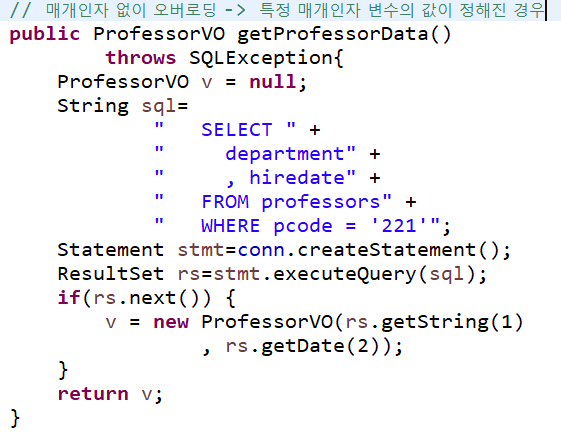 // 매개인자 없이 오버로딩 -> 특정 매개인자 변수의 값이 정해진 경우
public ProfessorVO getProfessorData()
        throws SQLException{
    ProfessorVO v = null;
    String sql=
            "   SELECT " +
            "     department" +
            "     , hiredate" +
            "   FROM professors" +
            "   WHERE pcode = '221'";
    Statement stmt=conn.createStatement();
    ResultSet rs=stmt.executeQuery(sql);
    if(rs.next()) {
        v = new ProfessorVO(rs.getString(1)
                , rs.getDate(2));
    }
    return v;
}